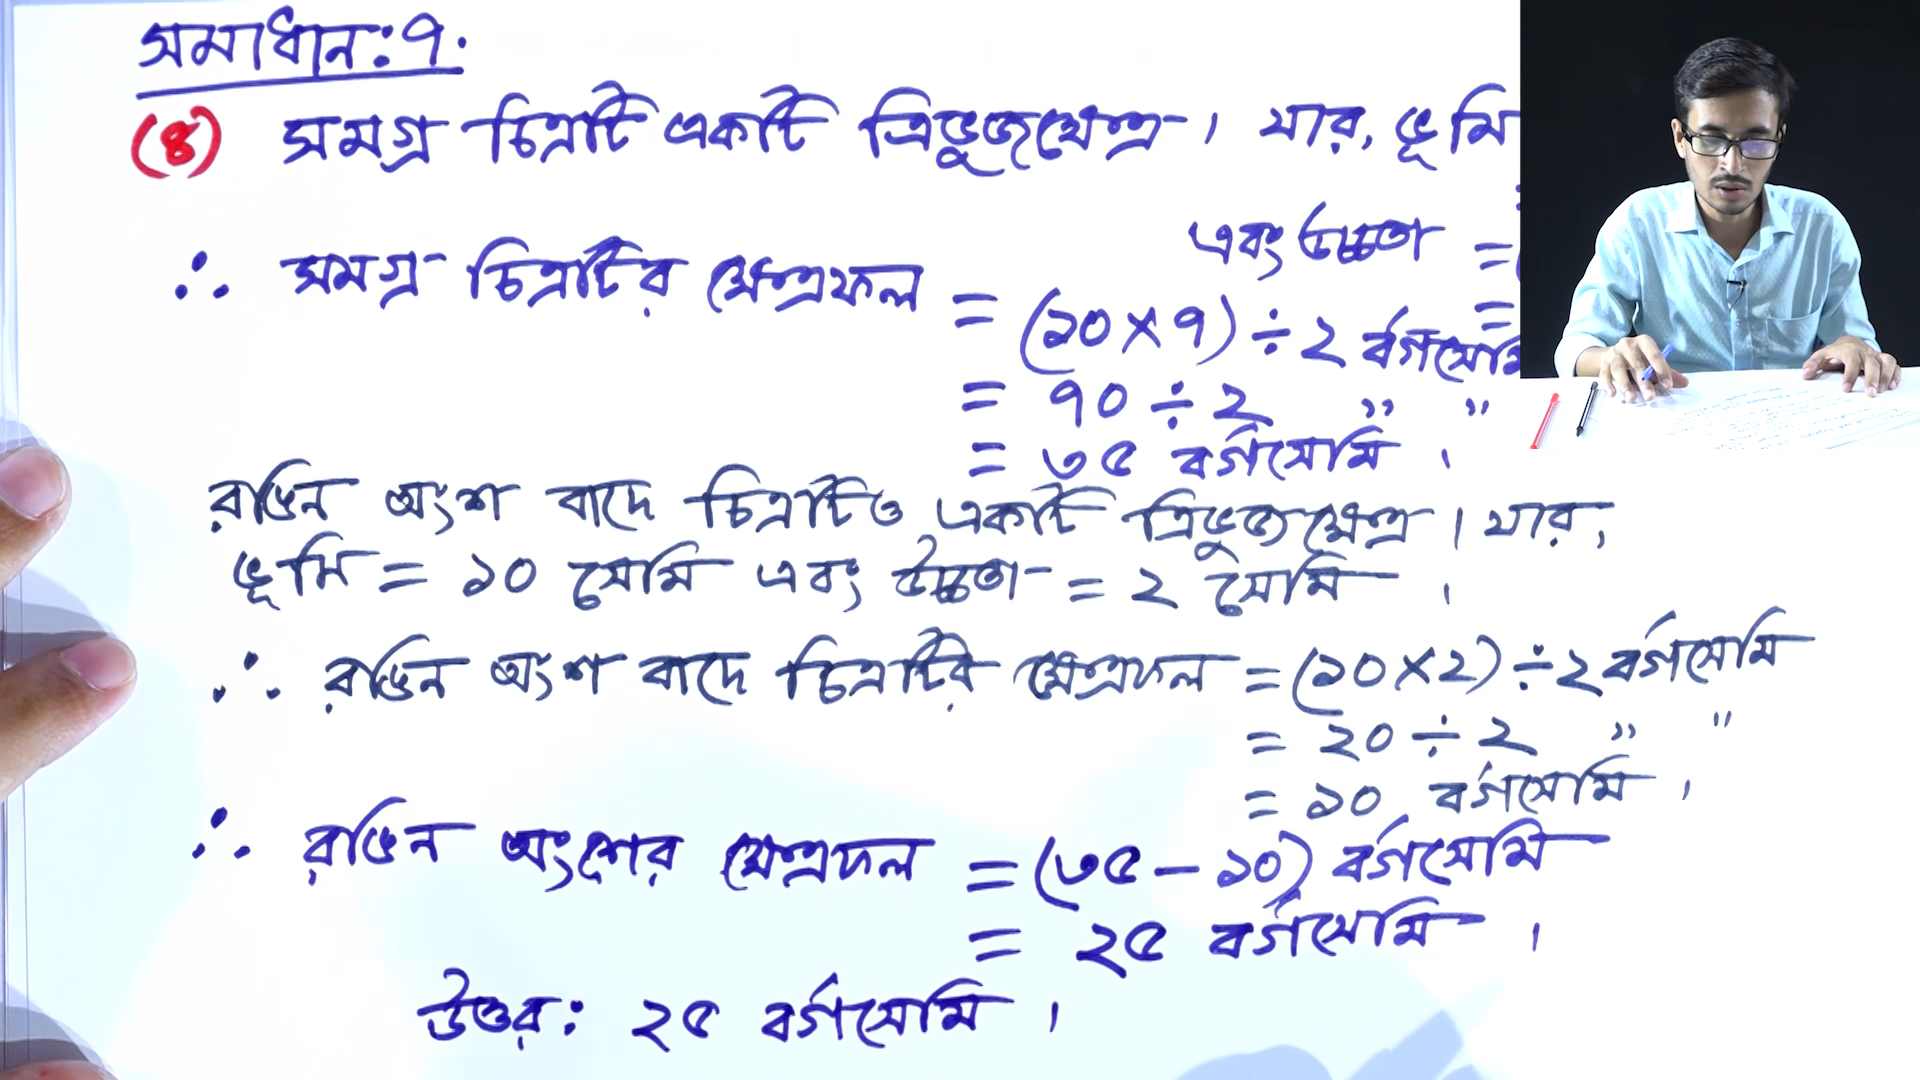 সমাধান: ৭.
(৪) সমগ্র চিত্রটি একটি ত্রিভুজক্ষেত্র। যার, ভূমি
এবং উচ্চতা =
=
∴ সমগ্র চিত্রটির ক্ষেত্রফল = (১০ × ৭) ÷ ২ বর্গসেমি
= ৭০ ÷ ২ " "
= ৩৫ বর্গসেমি।
রঙিন অংশ বাদে চিত্রটিও একটি ত্রিভুজক্ষেত্র। যার,
ভূমি = ১০ সেমি এবং উচ্চতা = ২ সেমি।
∴ রঙিন অংশ বাদে চিত্রটির ক্ষেত্রফল = (১০ × ২) ÷ ২ বর্গসেমি
= ২০ ÷ ২ " "
= ১০ বর্গসেমি।
∴ রঙিন অংশের ক্ষেত্রফল = (৩৫ − ১০) বর্গসেমি
= ২৫ বর্গসেমি।
উত্তর: ২৫ বর্গসেমি।